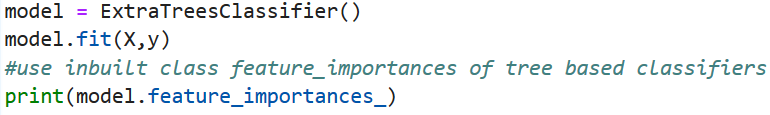 model = ExtraTreesClassifier()
model.fit(X,y)
#use inbuilt class feature_importances of tree based classifiers
print(model.feature_importances_)